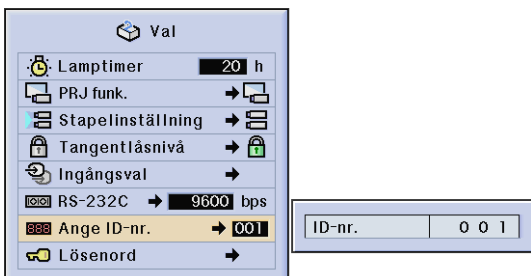 Val
Lamptimer 20 h
PRJ funk.
Stapelinställning
Tangentlåsnivå
Ingångsval
RS-232C 9600 bps
888 Ange ID-nr. 001
Lösenord
ID-nr. 0 0 1